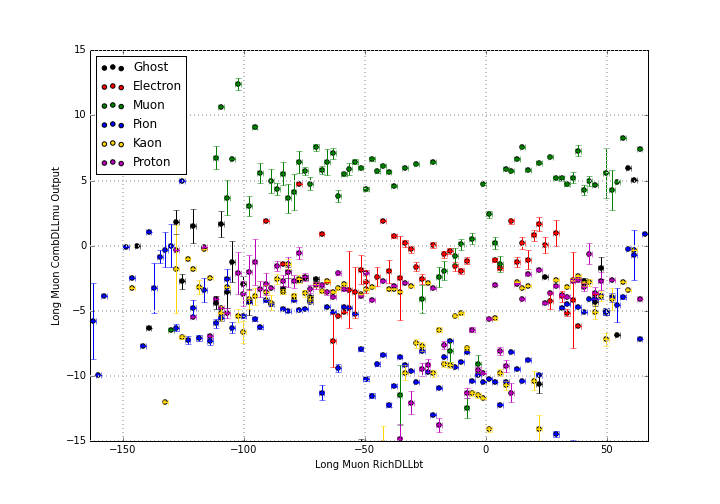 15
10
5
0
−5
−10
−15
Long Muon CombDLLmu Output
Ghost
Electron
Muon
Pion
Kaon
Proton
−150 −100 −50 0 50
Long Muon RichDLLbt